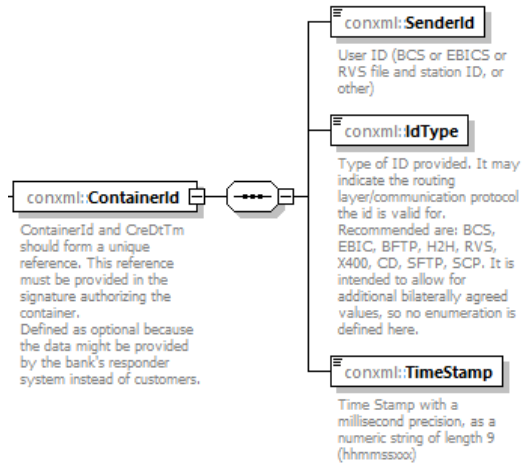 conxml::SenderId
User ID (BCS or EBICS or
RVS file and station ID, or
other)
conxml::IdType
Type of ID provided. It may
indicate the routing
layer/communication protocol
the id is valid for.
Recommended are: BCS,
EBIC, BFTP, H2H, RVS,
X400, CD, SFTP, SCP. It is
intended to allow for
additional bilaterally agreed
values, so no enumeration is
defined here.
conxml::ContainerId
ContainerId and CreDtTm
should form a unique
reference. This reference
must be provided in the
signature authorizing the
container.
Defined as optional because
the data might be provided
by the bank's responder
system instead of customers.
conxml::TimeStamp
Time Stamp with a
millisecond precision, as a
numeric string of length 9
(hhmmssxxx)